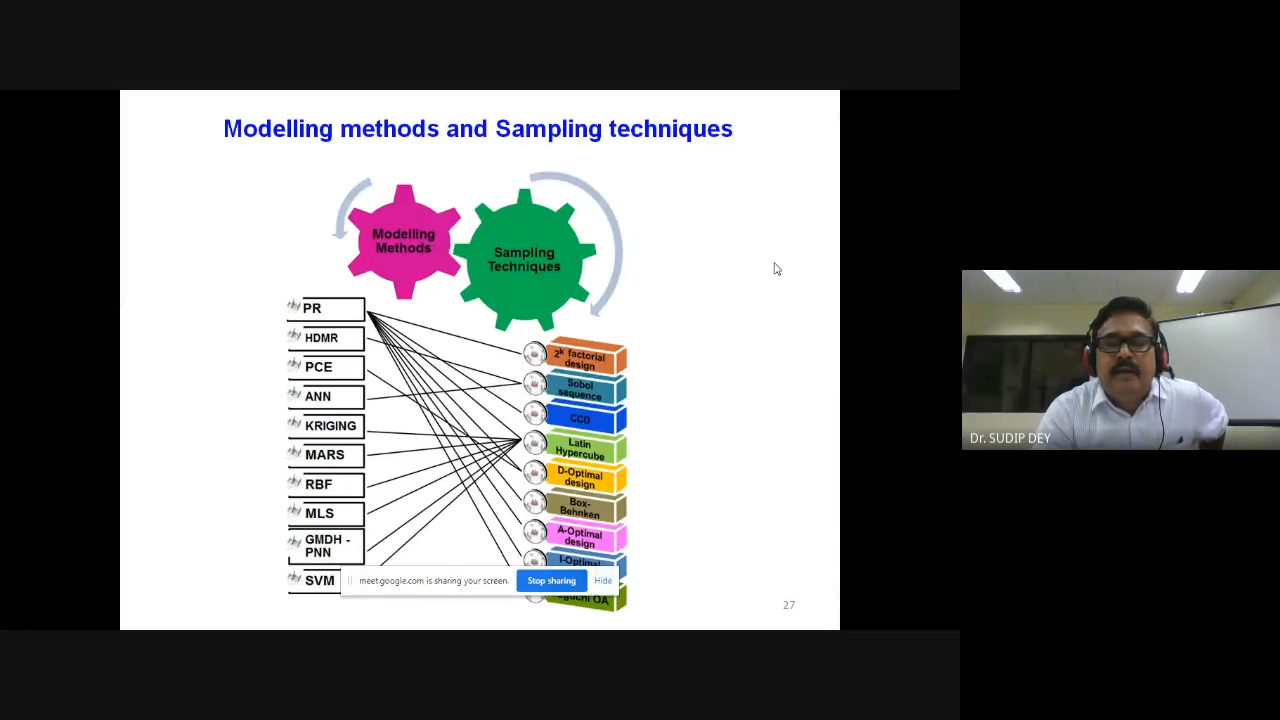 Modelling methods and Sampling techniques
Modelling
Methods
Sampling
Techniques
PR
HDMR
PCE
ANN
KRIGING
MARS
RBF
MLS
GMDH -
PNN
SVM
2k factorial
design
Sobol
sequence
CCD
Latin
Hypercube
D-Optimal
design
Box-
Behnken
A-Optimal
design
I-Optimal
OA
meet.google.com is sharing your screen.
Stop sharing
Hide
27
Dr. SUDIP DEY